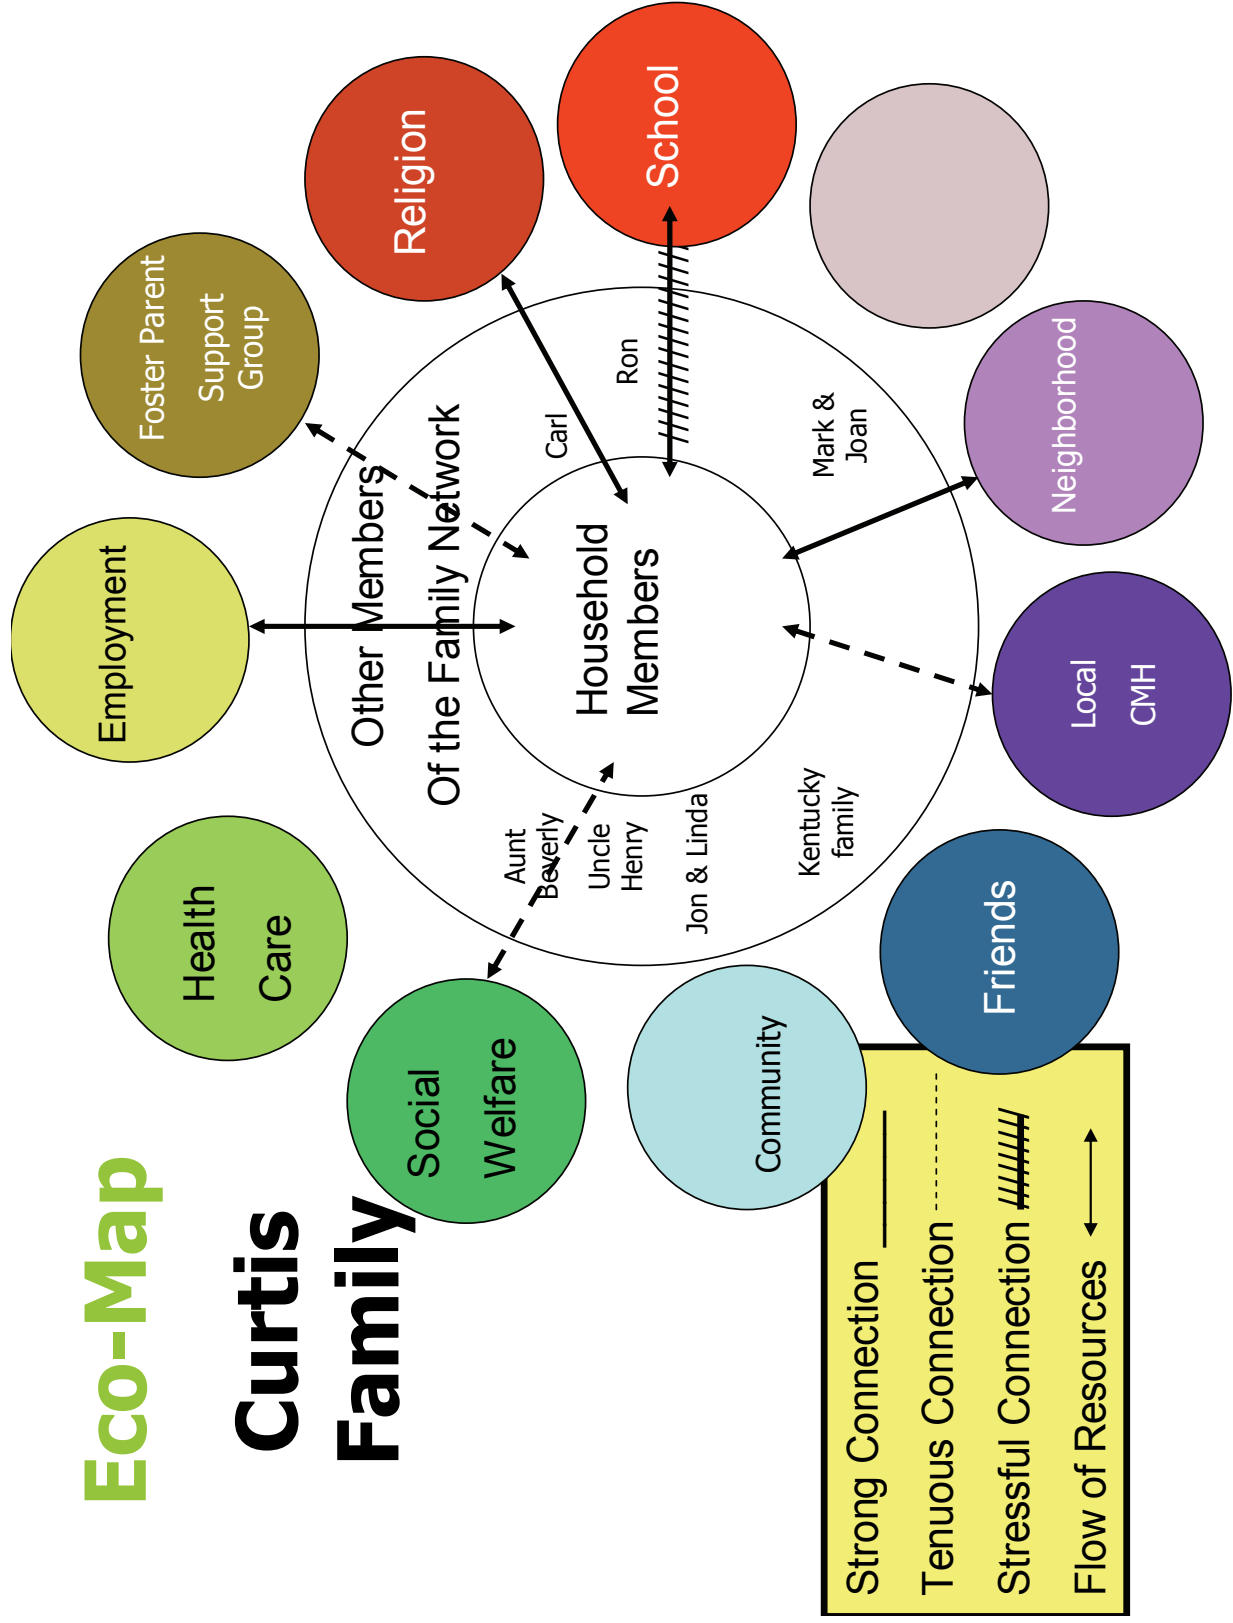 Eco-Map
Curtis
Family
Health
Care
Employment
Foster Parent
Support
Group
Religion
School
Neighborhood
Local
CMH
Friends
Community
Social
Welfare
Other Members
Of the Family Network
Household
Members
Carl
Ron
Mark &
Joan
Kentucky
family
Jon & Linda
Uncle
Henry
Aunt
Beverly
Strong Connection
Tenuous Connection
Stressful Connection
Flow of Resources